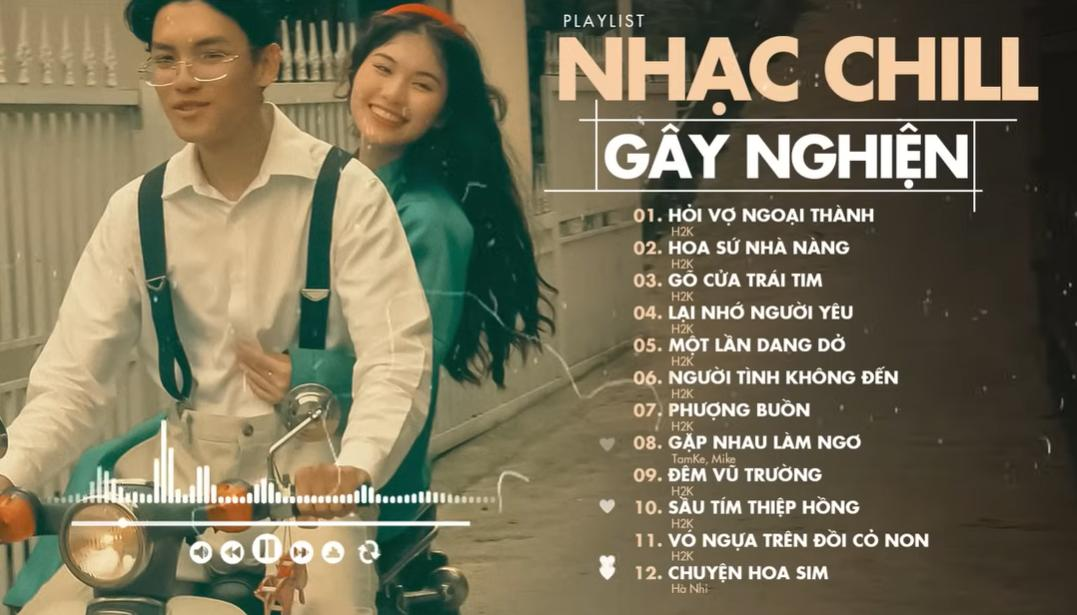 PLAYLIST
NHẠC CHILL
GÂY NGHIỆN
01. HỎI VỢ NGOẠI THÀNH
H2K
02. HOA SỨ NHÀ NÀNG
H2K
03. GÕ CỬA TRÁI TIM
H2K
04. LẠI NHỚ NGƯỜI YÊU
H2K
05. MỘT LẦN DANG DỞ
H2K
06. NGƯỜI TÌNH KHÔNG ĐẾN
H2K
07. PHƯỢNG BUỒN
H2K
08. GẶP NHAU LÀM NGƠ
TamKe, Mike
09. ĐÊM VŨ TRƯỜNG
H2K
10. SẦU TÍM THIỆP HỒNG
H2K
11. VÓ NGỰA TRÊN ĐỒI CỎ NON
H2K
12. CHUYỆN HOA SIM
Hà Nhi